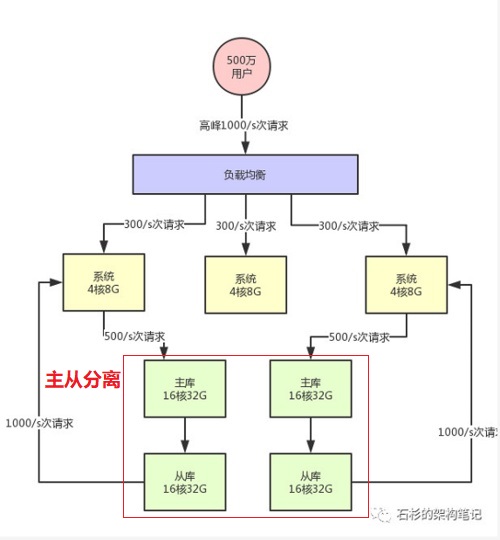 500万
用户
高峰1000/s次请求
负载均衡
300/s次请求
300/s次请求
300/s次请求
系统
4核8G
系统
4核8G
系统
4核8G
500/s次请求
500/s次请求
主从分离
主库
16核32G
主库
16核32G
1000/s次请求
1000/s次请求
从库
16核32G
从库
16核32G
石杉的架构笔记